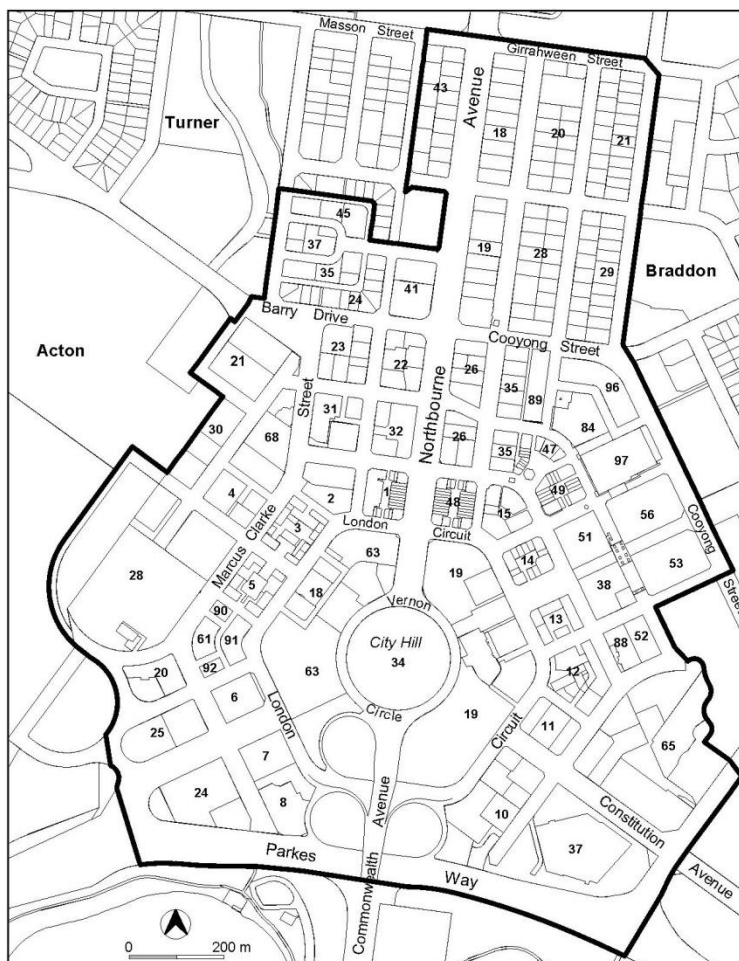 Masson Street
Girrahween Street
43
Avenue
Turner
18
20
21
45
37
19
28
29
Braddon
35
24
41
Barry Drive
Cooyong Street
Acton
23
22
26
21
35
89
96
Street
31
32
Northbourne
84
30
68
26
35
47
97
4
2
1
48
49
15
56
Marcus Clarke
3
London Circuit
51
Cooyong
63
28
5
18
19
14
53
Vernon
38
Street
90
City Hill
13
61
91
34
88
52
92
12
20
63
6
London
Circle
19
Circuit
11
65
25
7
24
8
Avenue
10
Constitution
37
Parkes Way
Avenue
Commonwealth
0 200 m